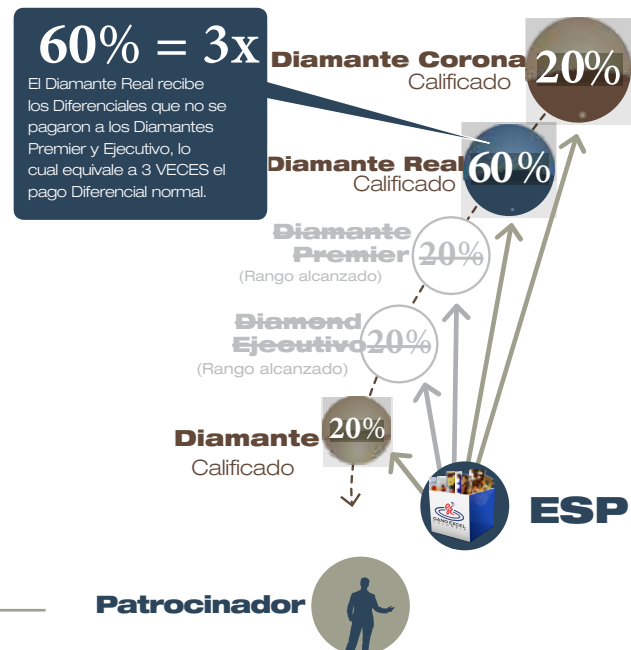 60% = 3x
El Diamante Real recibe
los Diferenciales que no se
pagaron a los Diamantes
Premier y Ejecutivo, lo
cual equivale a 3 VECES el
pago Diferencial normal.
Diamante Corona
Calificado
20%
Diamante Real
Calificado
60%
Diamante
Premier
(Rango alcanzado)
20%
Diamond
Ejecutivo
(Rango alcanzado)
20%
Diamante
Calificado
20%
GANO EXCEL
ESP
Patrocinador